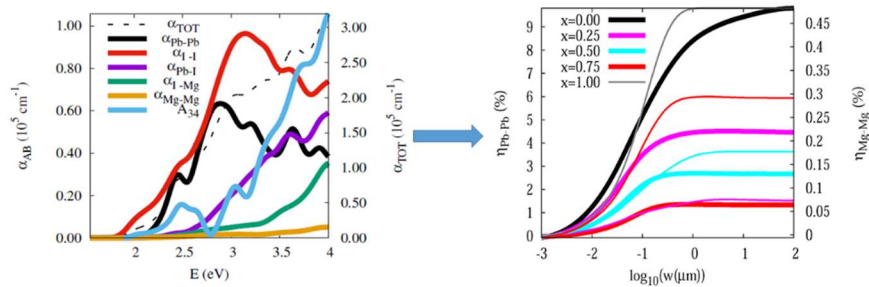 1.00
0.80
0.60
0.40
0.20
0.00
α_AB (10^5 cm^-1)
α_TOT
α_Pb-Pb
α_I-I
α_Pb-I
α_I-Mg
α_Mg-Mg
A_34
3.00
2.50
2.00
1.50
1.00
0.50
0.00
α_TOT (10^5 cm^-1)
2 2.5 3 3.5 4
E (eV)
10
9
8
7
6
5
4
3
2
1
0
η_Pb-Pb (%)
x=0.00
x=0.25
x=0.50
x=0.75
x=1.00
0.45
0.4
0.35
0.3
0.25
0.2
0.15
0.1
0.05
0
η_Mg-Mg (%)
-3 -2 -1 0 1 2
log_10(w(μm))